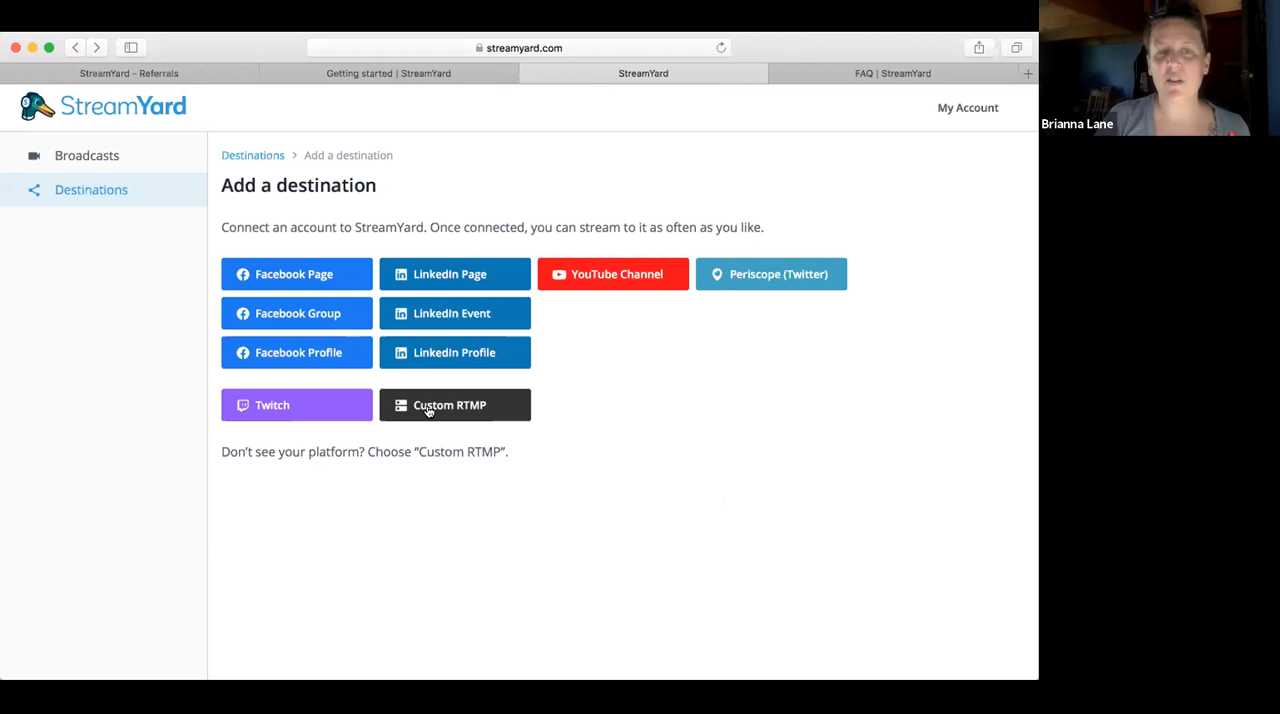 streamyard.com
StreamYard - Referrals
Getting started | StreamYard
StreamYard
FAQ | StreamYard
StreamYard
My Account
Brianna Lane
Broadcasts
Destinations
Destinations > Add a destination
Add a destination
Connect an account to StreamYard. Once connected, you can stream to it as often as you like.
Facebook Page
LinkedIn Page
YouTube Channel
Periscope (Twitter)
Facebook Group
LinkedIn Event
Facebook Profile
LinkedIn Profile
Twitch
Custom RTMP
Don’t see your platform? Choose “Custom RTMP”.